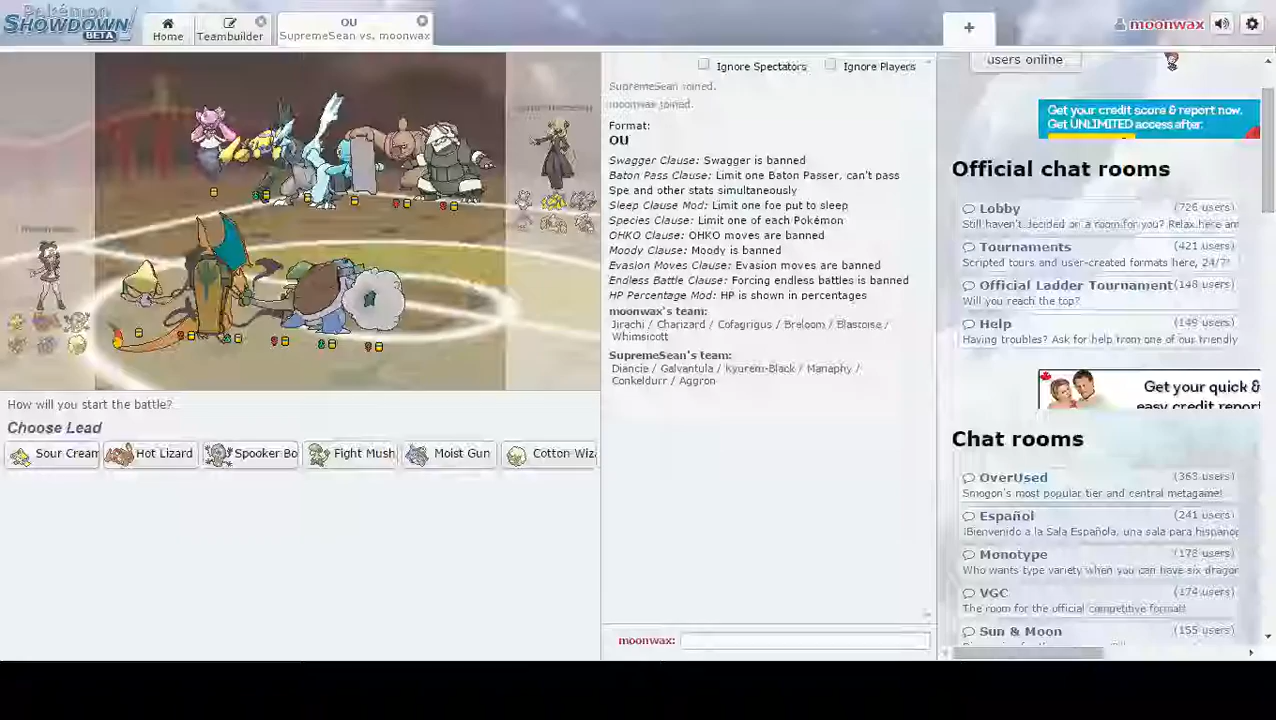 Pokémon
SHOWDOWN
BETA
Home
Teambuilder
OU
SupremeSean vs. moonwax
+
moonwax
Ignore Spectators
Ignore Players
SupremeSean joined.
moonwax joined.
Format:
OU
Swagger Clause: Swagger is banned
Baton Pass Clause: Limit one Baton Passer, can't pass
Spe and other stats simultaneously
Sleep Clause Mod: Limit one foe put to sleep
Species Clause: Limit one of each Pokémon
OHKO Clause: OHKO moves are banned
Moody Clause: Moody is banned
Evasion Moves Clause: Evasion moves are banned
Endless Battle Clause: Forcing endless battles is banned
HP Percentage Mod: HP is shown in percentages
moonwax's team:
Jirachi / Charizard / Cofagrigus / Breloom / Blastoise /
Whimsicott
SupremeSean's team:
Diancie / Galvantula / Kyurem-Black / Manaphy /
Conkeldurr / Aggron
How will you start the battle?
Choose Lead
Sour Cream
Hot Lizard
Spooker Bo
Fight Mush
Moist Gun
Cotton Wiz
moonwax:
users online
Get your credit score & report now.
Get UNLIMITED access after.
Official chat rooms
Lobby (726 users)
Still haven't decided on a room for you? Relax here am
Tournaments (421 users)
Scripted tours and user-created formats here, 24/7!
Official Ladder Tournament (148 users)
Will you reach the top?
Help (149 users)
Having troubles? Ask for help from one of our friendly
Get your quick &
easy credit report
Chat rooms
OverUsed (363 users)
Smogon's most popular tier and central metagame!
Español (241 users)
¡Bienvenido a la Sala Española, una sala para hispano
Monotype (178 users)
Who wants type variety when you can have six dragor
VGC (174 users)
The room for the official competitive format!
Sun & Moon (155 users)